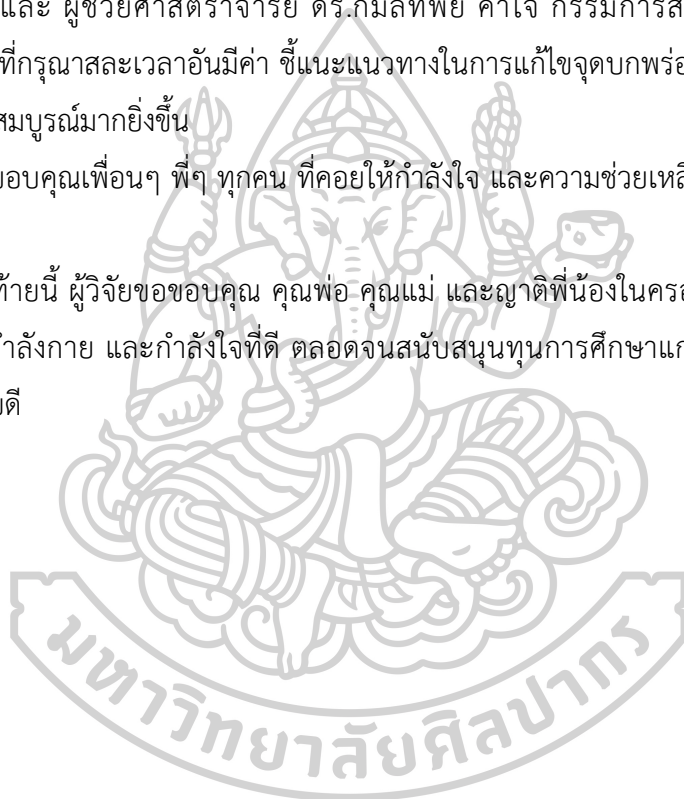 และ ผู้ช่วยศาสตราจารย์ ดร.กมลทิพย์ คำใจ กรรมการส
ที่กรุณาสละเวลาอันมีค่า ชี้แนะแนวทางในการแก้ไขจุดบกพร่อ
สมบูรณ์มากยิ่งขึ้น
ขอบคุณเพื่อนๆ พี่ๆ ทุกคน ที่คอยให้กำลังใจ และความช่วยเหลื
ท้ายนี้ ผู้วิจัยขอขอบคุณ คุณพ่อ คุณแม่ และญาติพี่น้องในครอ
กำลังกาย และกำลังใจที่ดี ตลอดจนสนับสนุนทุนการศึกษาแก
ดี
มหาวิทยาลัยศิลปากร